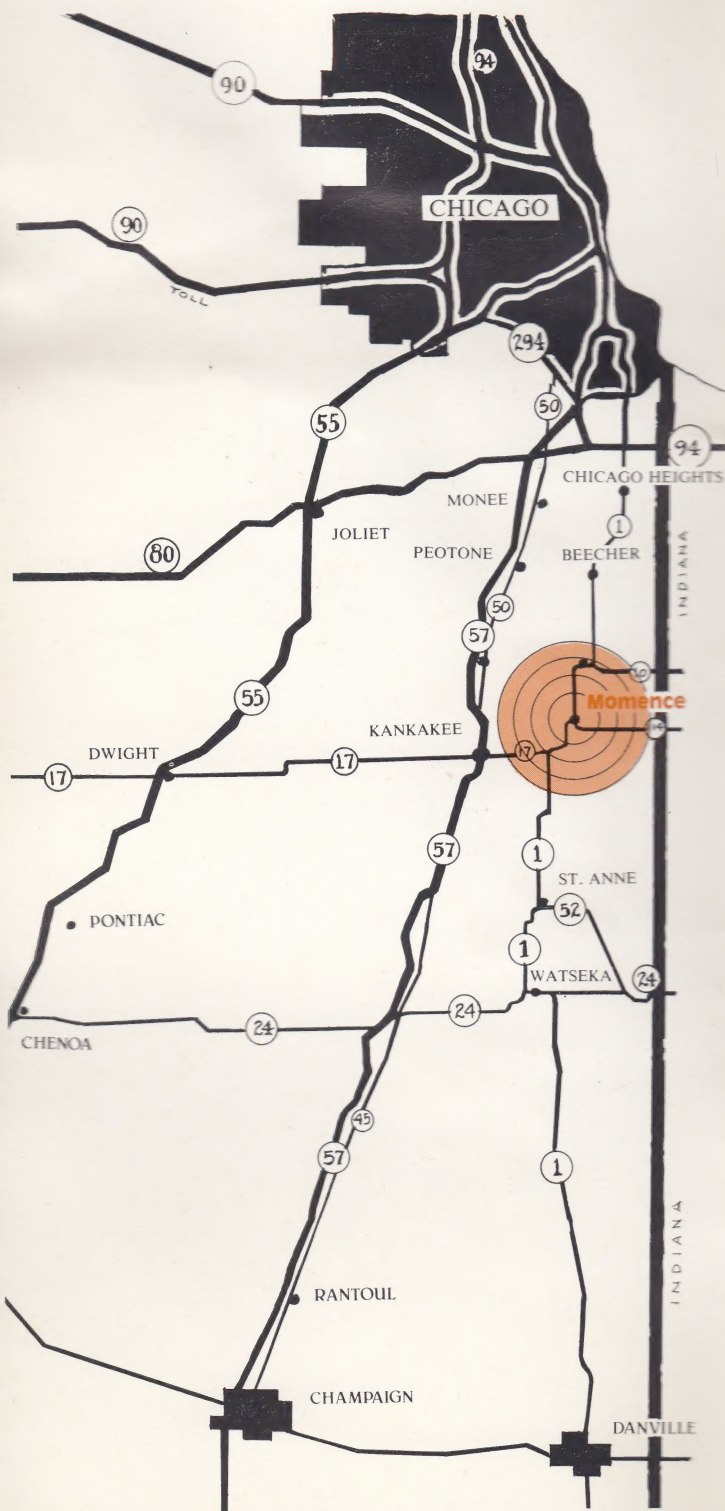 94
90
CHICAGO
90
TOLL
294
55
50
94
CHICAGO HEIGHTS
MONEE
JOLIET
1
80
PEOTONE
BEECHER
INDIANA
50
57
Momence
55
KANKAKEE
DWIGHT
17
17
17
57
1
ST. ANNE
52
PONTIAC
1
WATSEKA
24
24
24
CHENOA
45
57
1
INDIANA
RANTOUL
CHAMPAIGN
DANVILLE